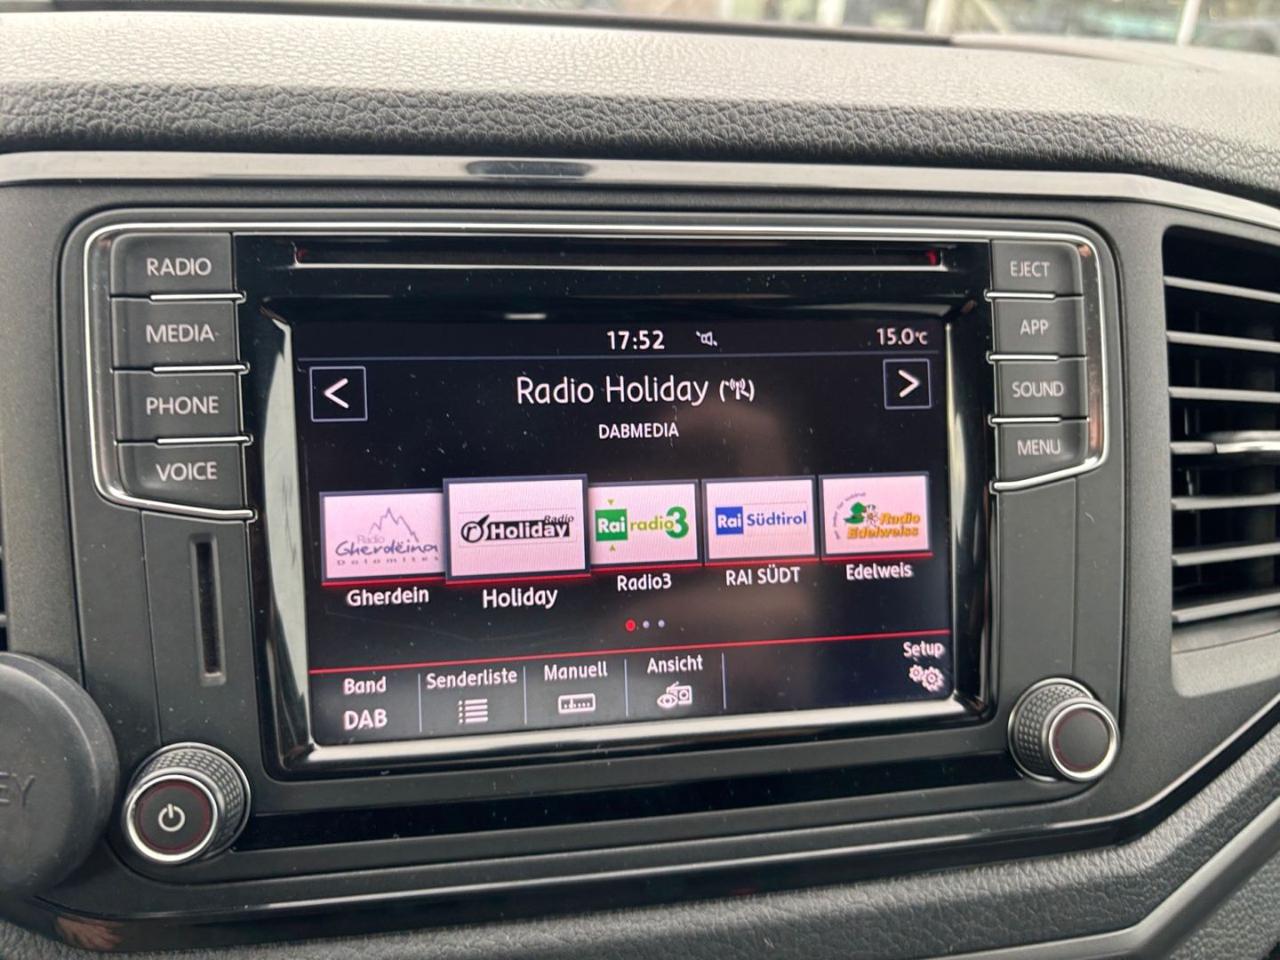 RADIO
MEDIA
PHONE
VOICE
EJECT
APP
SOUND
MENU
17:52
15.0°C
<
Radio Holiday
>
DABMEDIA
Radio
Gherdëina
Dolomites
Radio
Holiday
Rai radio3
Rai Südtirol
Radio
Edelweiss
Gherdein
Holiday
Radio3
RAI SÜDT
Edelweis
Band
DAB
Senderliste
Manuell
Ansicht
Setup
EY